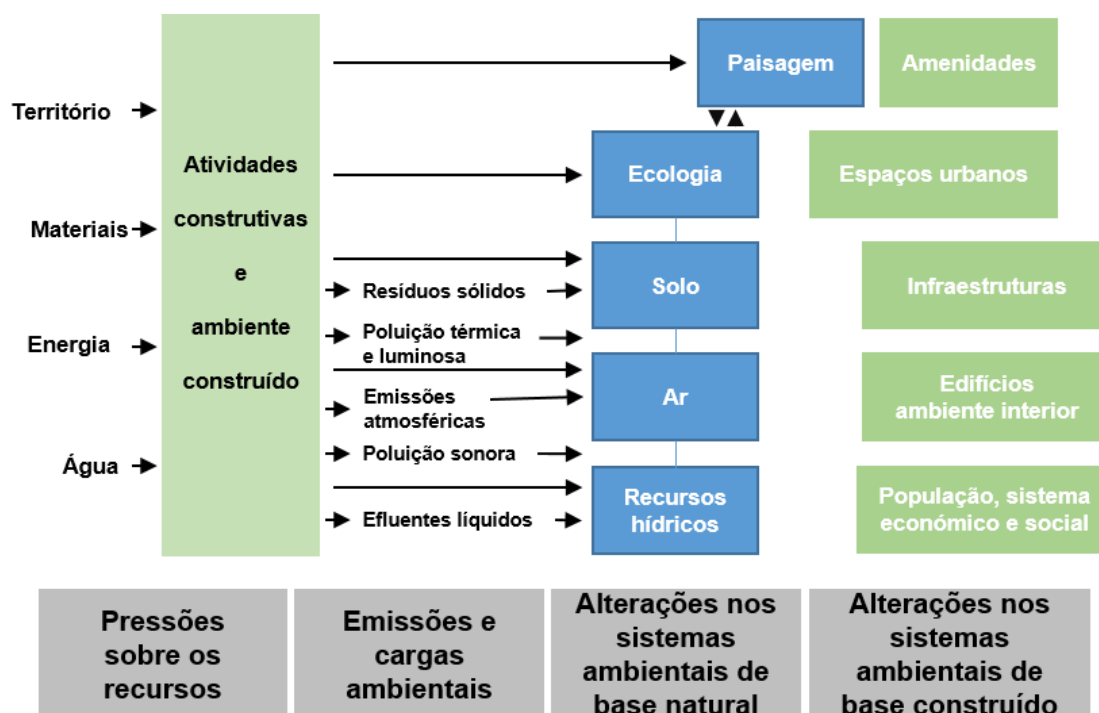 Território
Materiais
Energia
Água
Atividades
construtivas
e
ambiente
construído
Resíduos sólidos
Poluição térmica
e luminosa
Emissões
atmosféricas
Poluição sonora
Efluentes líquidos
Paisagem
Ecologia
Solo
Ar
Recursos
hídricos
Amenidades
Espaços urbanos
Infraestruturas
Edifícios
ambiente interior
População, sistema
económico e social
Pressões
sobre os
recursos
Emissões e
cargas
ambientais
Alterações nos
sistemas
ambientais de
base natural
Alterações nos
sistemas
ambientais de
base construído